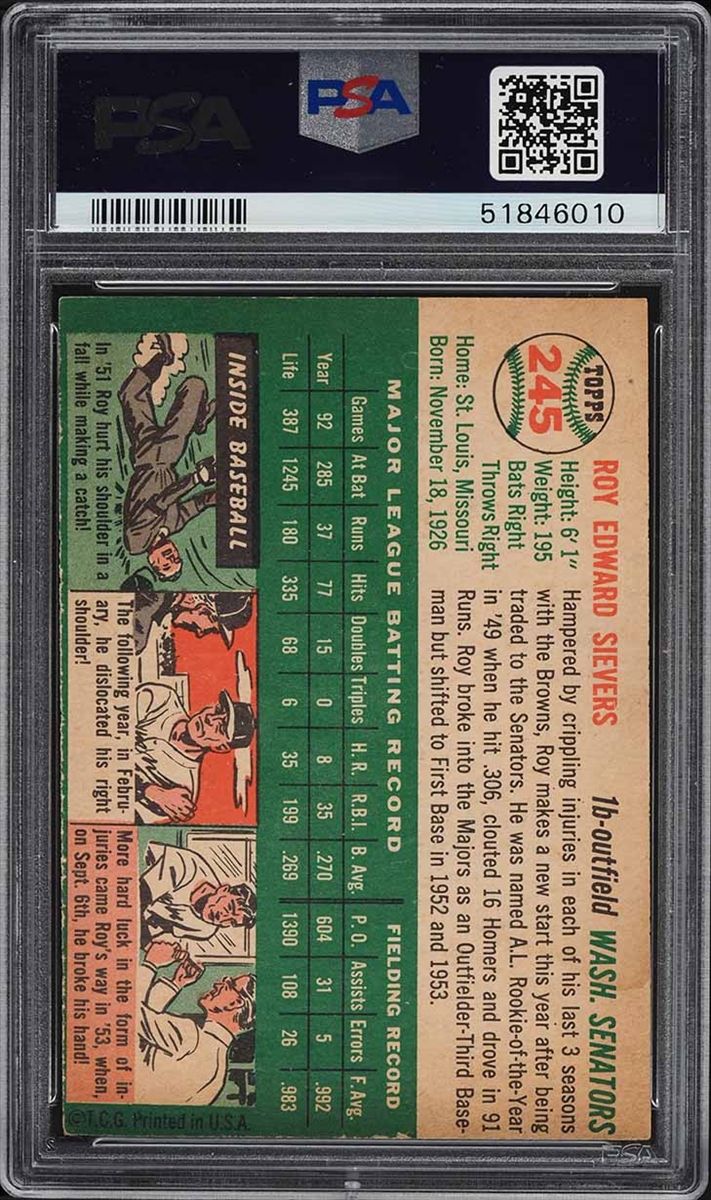 PSA
PSA
51846010
TOPPS
245
ROY EDWARD SIEVERS 1b-outfield WASH. SENATORS
Height: 6' 1"
Weight: 195
Bats Right
Throws Right
Home: St. Louis, Missouri
Born: November 18, 1926
Hampered by crippling injuries in each of his last 3 seasons
with the Browns, Roy makes a new start this year after being
traded to the Senators. He was named A.L. Rookie-of-the-Year
in '49 when he hit .306, clouted 16 Homers and drove in 91
Runs. Roy broke into the Majors as an Outfielder-Third Base-
man but shifted to First Base in 1952 and 1953.
MAJOR LEAGUE BATTING RECORD FIELDING RECORD
Games At Bat Runs Hits Doubles Triples H. R. R.B.I. B. Avg. P. O. Assists Errors F. Avg.
Year 92 285 37 77 15 0 8 35 .270 604 31 5 .992
Life 387 1245 180 335 68 6 35 199 .269 1390 108 26 .983
INSIDE BASEBALL
In '51 Roy hurt his shoulder in a
fall while making a catch!
The following year, in Febru-
ary, he dislocated his right
shoulder!
More hard luck in the form of in-
juries came Roy's way in '53, when,
on Sept. 6th, he broke his hand!
©T.C.G. Printed in U.S.A.
PSA